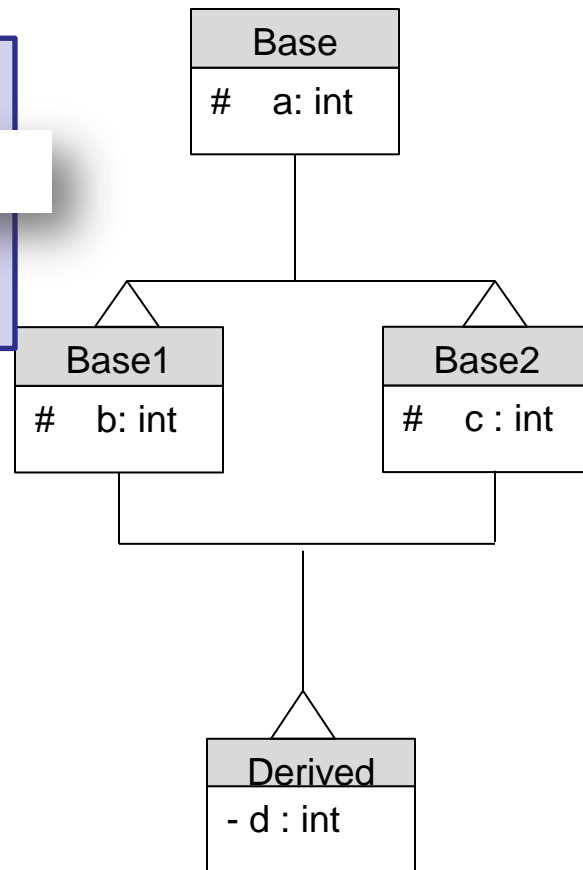 Base
# a: int
Base1
# b: int
Base2
# c : int
Derived
- d : int